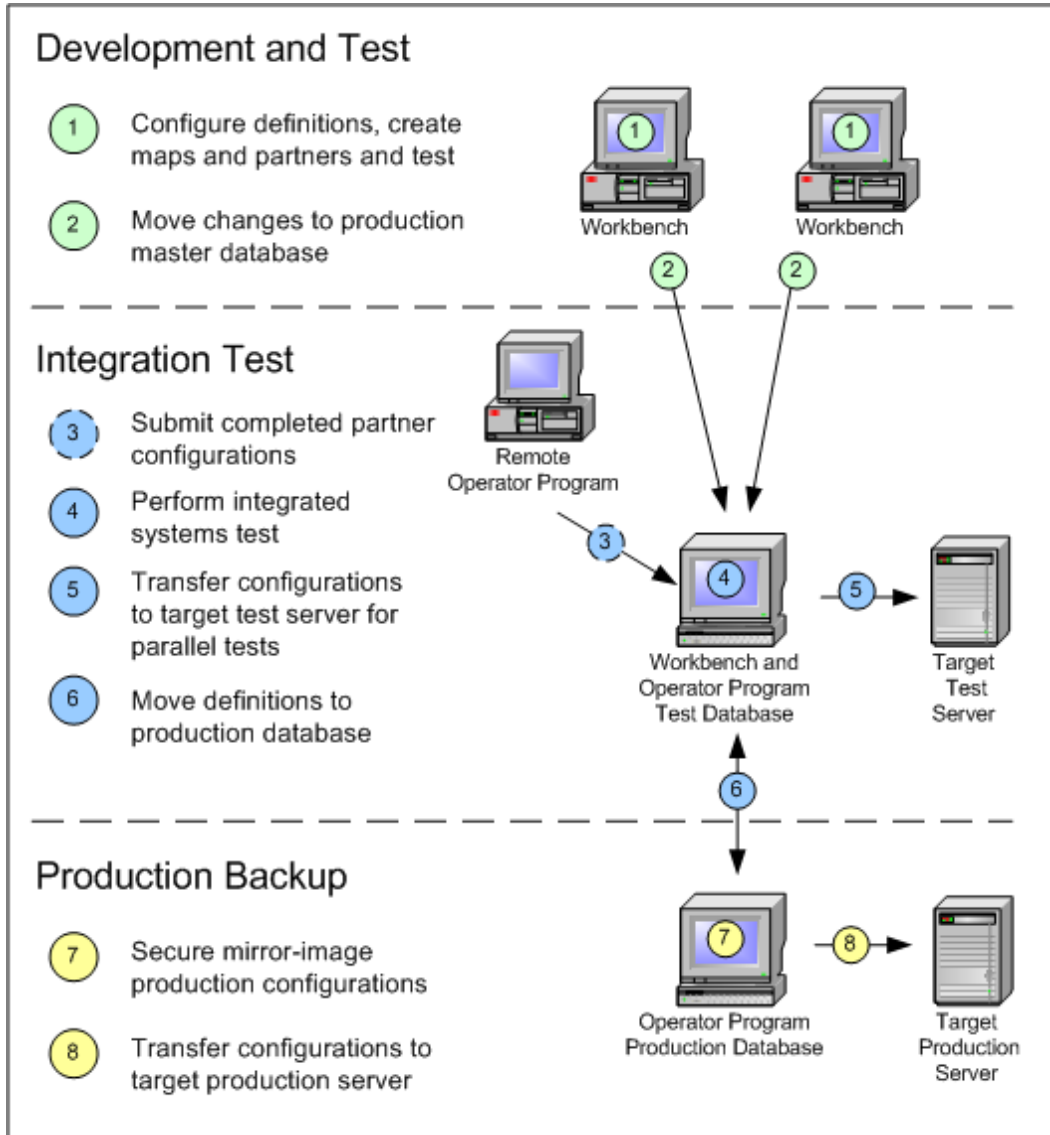 Development and Test
1 Configure definitions, create
maps and partners and test
2 Move changes to production
master database
1
1
Workbench
Workbench
2
2
Integration Test
3 Submit completed partner
configurations
4 Perform integrated
systems test
5 Transfer configurations
to target test server for
parallel tests
6 Move definitions to
production database
Remote
Operator Program
3
4
5
Workbench and
Operator Program
Test Database
Target
Test
Server
6
Production Backup
7 Secure mirror-image
production configurations
8 Transfer configurations to
target production server
7
8
Operator Program
Production Database
Target
Production
Server